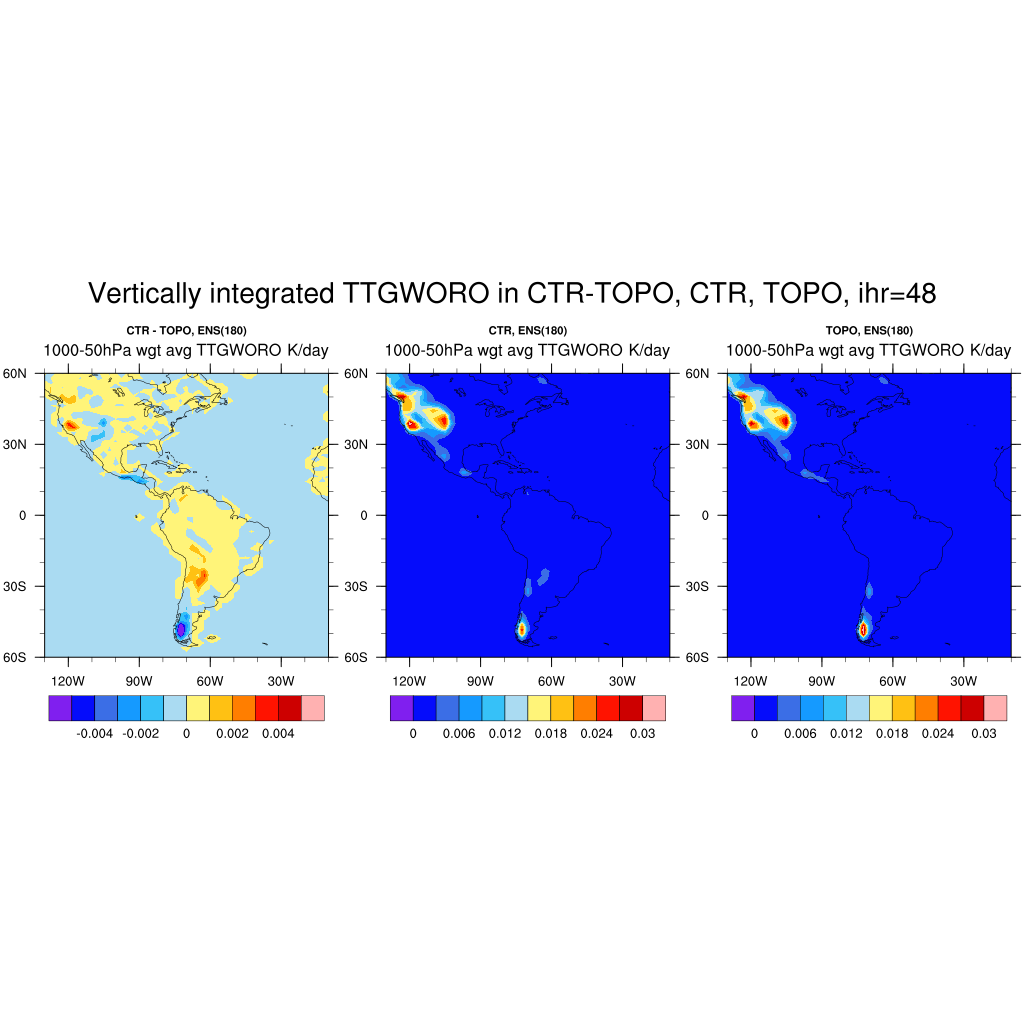 Vertically integrated TTGWORO in CTR-TOPO, CTR, TOPO, ihr=48
CTR - TOPO, ENS(180)
1000-50hPa wgt avg TTGWORO K/day
60N
30N
0
30S
60S
120W 90W 60W 30W
-0.004 -0.002 0 0.002 0.004
CTR, ENS(180)
1000-50hPa wgt avg TTGWORO K/day
60N
30N
0
30S
60S
120W 90W 60W 30W
0 0.006 0.012 0.018 0.024 0.03
TOPO, ENS(180)
1000-50hPa wgt avg TTGWORO K/day
60N
30N
0
30S
60S
120W 90W 60W 30W
0 0.006 0.012 0.018 0.024 0.03